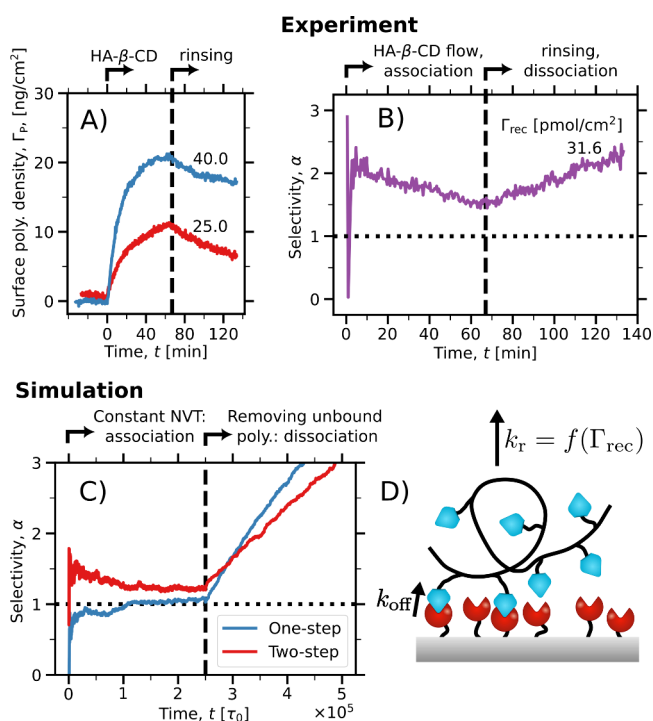 Experiment
HA-β-CD
rinsing
A)
40.0
25.0
Surface poly. density, Γ_P, [ng/cm²]
30
20
10
0
0 40 80 120
Time, t [min]
HA-β-CD flow,
association
rinsing,
dissociation
B)
Γ_rec [pmol/cm²]
31.6
Selectivity, α
3
2
1
0
0 20 40 60 80 100 120 140
Time, t [min]
Simulation
Constant NVT:
association
Removing unbound
poly.: dissociation
C)
Selectivity, α
3
2
1
0
One-step
Two-step
0 1 2 3 4 5
×10⁵
Time, t [τ₀]
D)
k_r = f(Γ_rec)
k_off